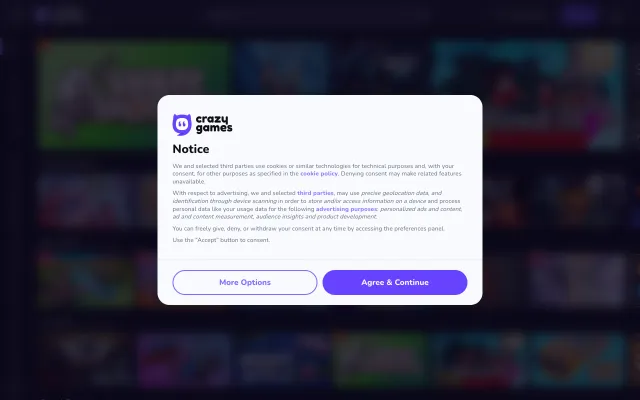 crazy
games
Notice
We and selected third parties use cookies or similar technologies for technical purposes and, with your
consent, for other purposes as specified in the cookie policy. Denying consent may make related features
unavailable.
With respect to advertising, we and selected third parties, may use precise geolocation data, and
identification through device scanning in order to store and/or access information on a device and process
personal data like your usage data for the following advertising purposes: personalized ads and content,
ad and content measurement, audience insights and product development.
You can freely give, deny, or withdraw your consent at any time by accessing the preferences panel.
Use the "Accept" button to consent.
More Options
Agree & Continue